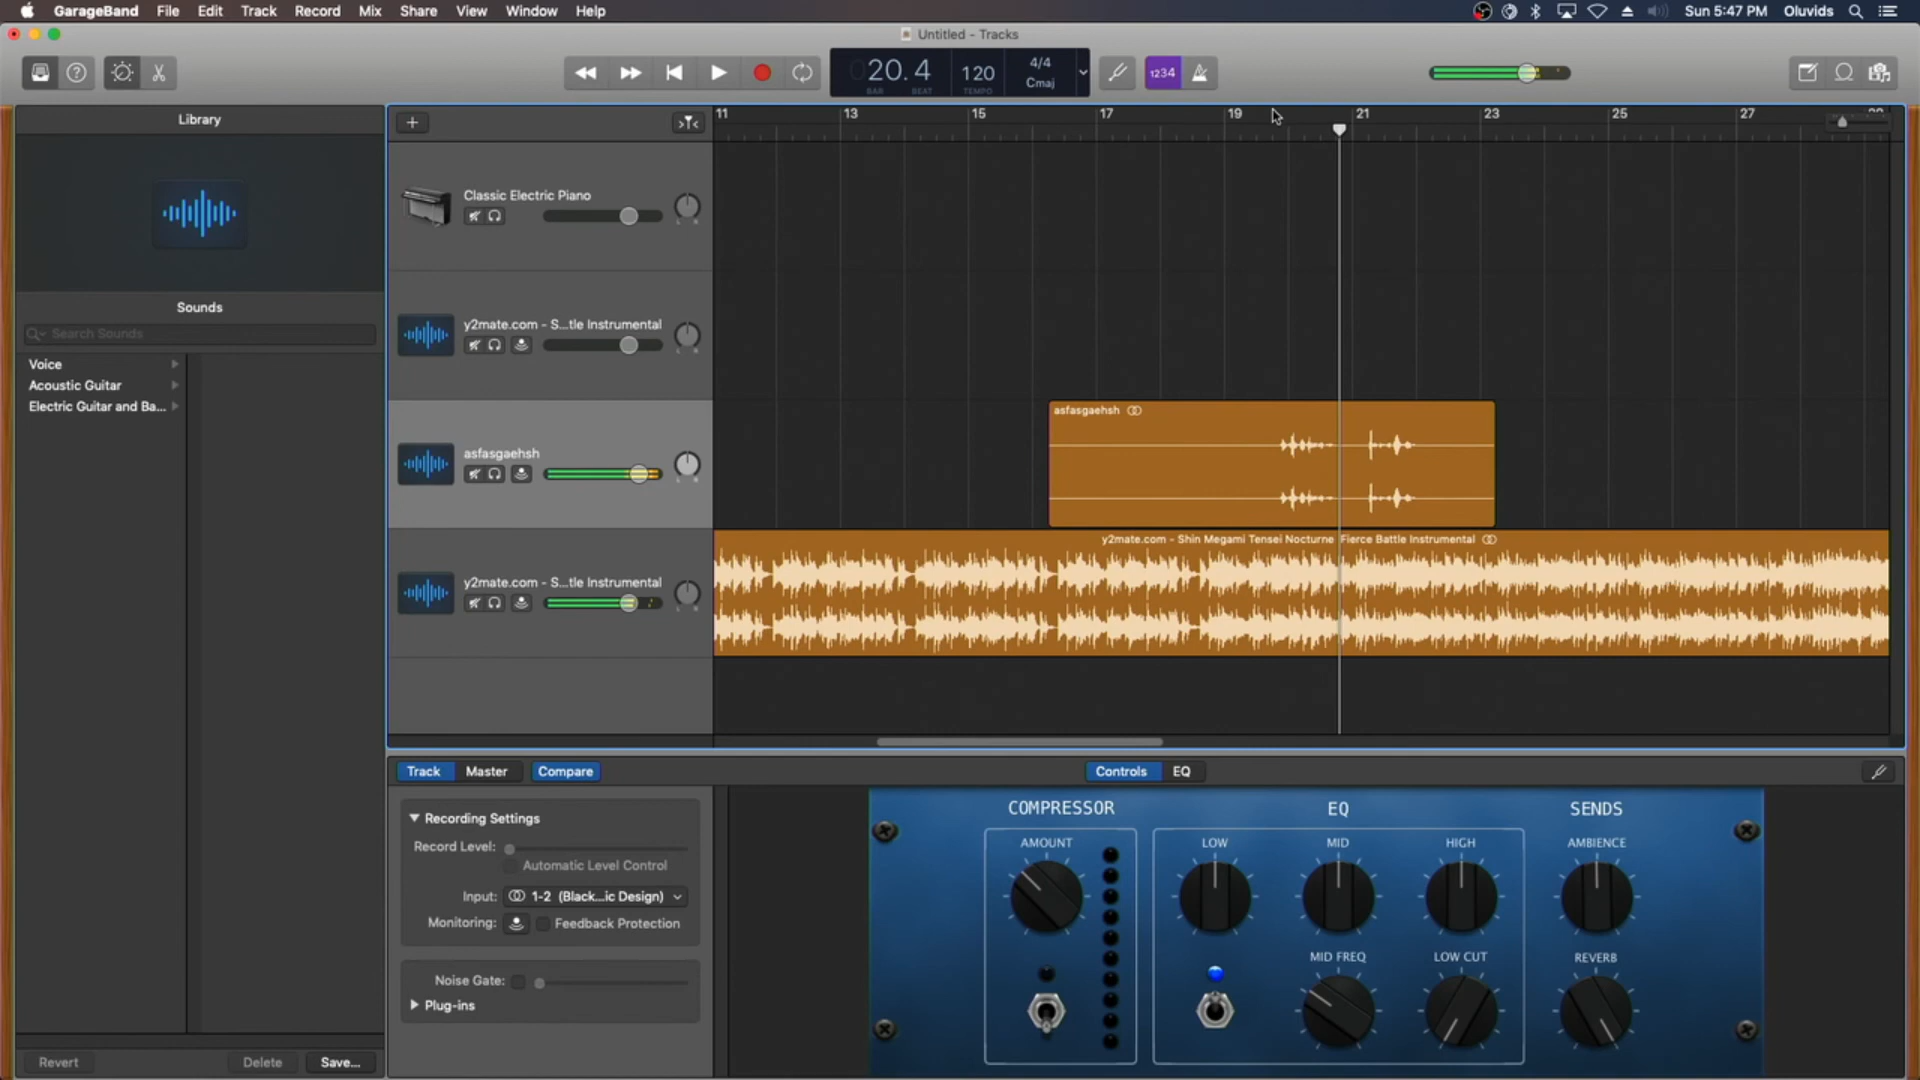 GarageBand File Edit Track Record Mix Share View Window Help
Sun 5:47 PM Oluvids
Untitled - Tracks
20.4 120 4/4 Cmaj
BAR BEAT TEMPO
1234
Library
11 13 15 17 19 21 23 25 27
Classic Electric Piano
Sounds
Search Sounds
y2mate.com - S...tle Instrumental
Voice
Acoustic Guitar
Electric Guitar and Ba...
asfasgaehsh
asfasgaehsh
y2mate.com - Shin Megami Tensei Nocturne Fierce Battle Instrumental
y2mate.com - S...tle Instrumental
Track Master Compare
Controls EQ
Recording Settings
Record Level:
Automatic Level Control
Input: 1-2 (Black...ic Design)
Monitoring: Feedback Protection
Noise Gate:
Plug-ins
COMPRESSOR EQ SENDS
AMOUNT LOW MID HIGH AMBIENCE
MID FREQ LOW CUT REVERB
Revert Delete Save...